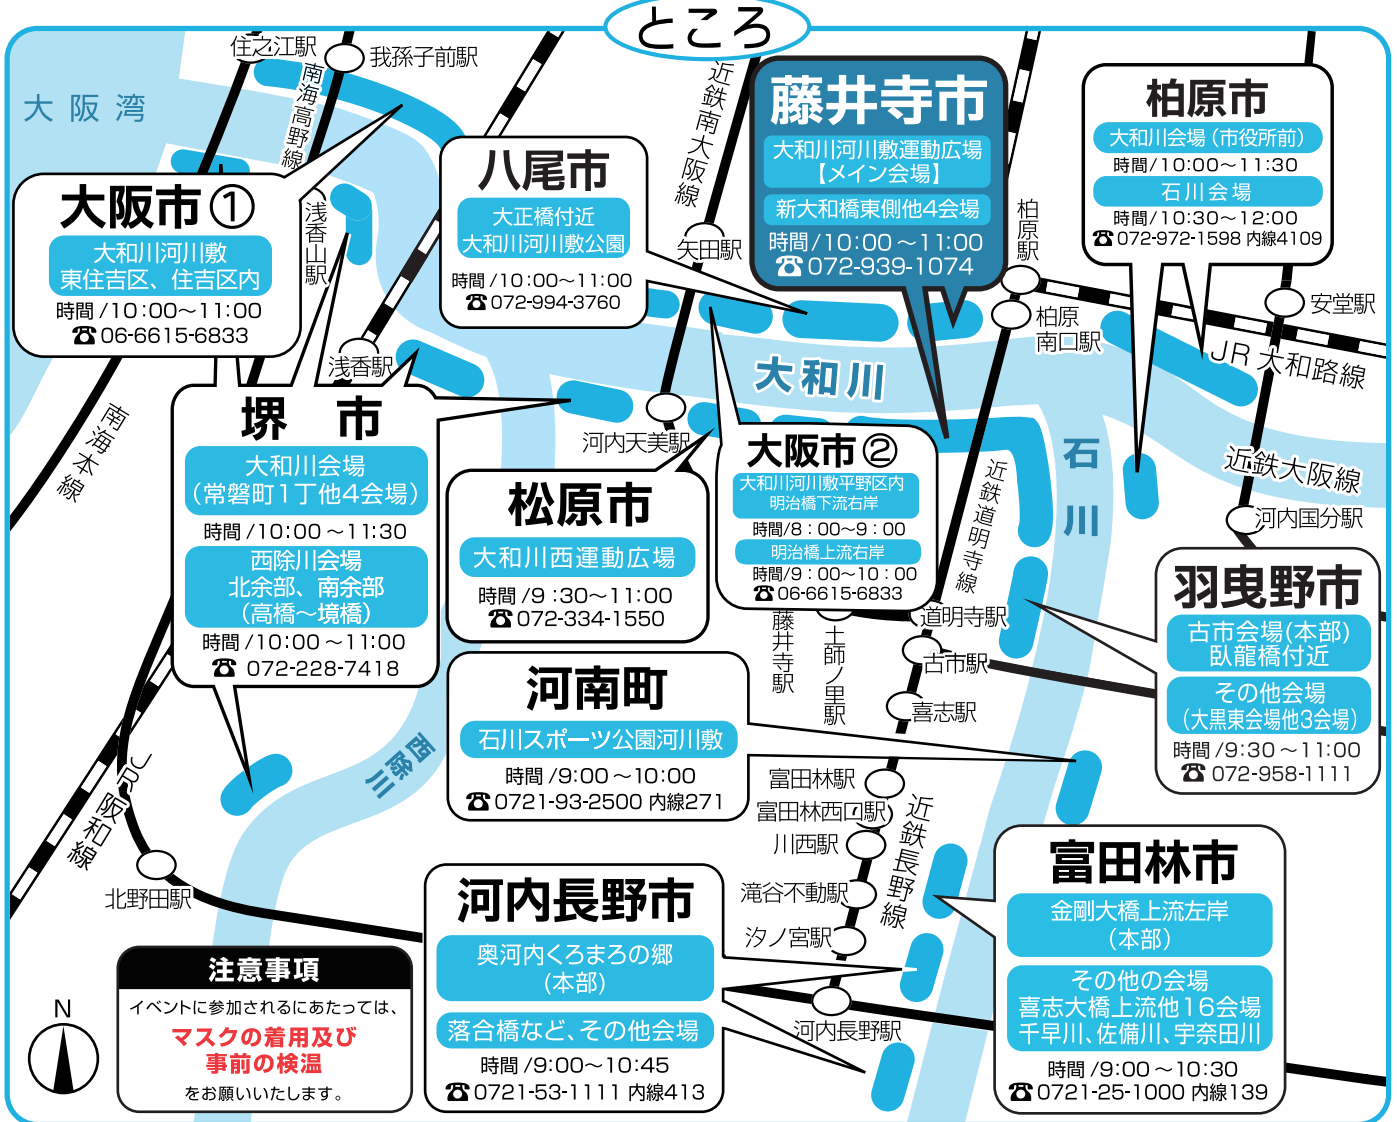 ところ
住之江駅
我孫子前駅
南海高野線
大阪湾
近鉄南大阪線
藤井寺市
大和川河川敷運動広場
【メイン会場】
新大和橋東側他4会場
時間/10:00～11:00
☎072-939-1074
柏原市
大和川会場（市役所前）
時間/10:00～11:30
石川会場
時間/10:30～12:00
☎072-972-1598 内線4109
八尾市
大正橋付近
大和川河川敷公園
時間/10:00～11:00
☎072-994-3760
大阪市①
大和川河川敷
東住吉区、住吉区内
時間/10:00～11:00
☎06-6615-6833
浅香山駅
矢田駅
柏原駅
安堂駅
柏原
南口駅
JR大和路線
浅香駅
大和川
南海本線
堺 市
大和川会場
（常磐町1丁他4会場）
時間/10:00～11:30
西除川会場
北余部、南余部
（高橋～境橋）
時間/10:00～11:00
☎ 072-228-7418
河内天美駅
石川
近鉄大阪線
河内国分駅
松原市
大和川西運動広場
時間/9:30～11:00
☎072-334-1550
大阪市②
大和川河川敷平野区内
明治橋下流右岸
時間/8：00～9：00
明治橋上流右岸
時間/9：00～10：00
☎06-6615-6833
近鉄道明寺線
藤井寺駅
土師ノ里駅
道明寺駅
古市駅
喜志駅
羽曳野市
古市会場(本部)
臥龍橋付近
その他会場
(大黒東会場他3会場)
時間/9:30～11:00
☎ 072-958-1111
河南町
石川スポーツ公園河川敷
時間/9:00～10:00
☎0721-93-2500 内線271
西除川
JR阪和線
北野田駅
富田林駅
富田林西口駅
川西駅
滝谷不動駅
汐ノ宮駅
近鉄長野線
河内長野駅
河内長野市
奥河内くろまろの郷
（本部）
落合橋など、その他会場
時間/9:00～10:45
☎0721-53-1111 内線413
富田林市
金剛大橋上流左岸
（本部）
その他の会場
喜志大橋上流他16会場
千早川、佐備川、宇奈田川
時間/9:00～10:30
☎0721-25-1000 内線139
N
注意事項
イベントに参加されるにあたっては、
マスクの着用及び
事前の検温
をお願いいたします。